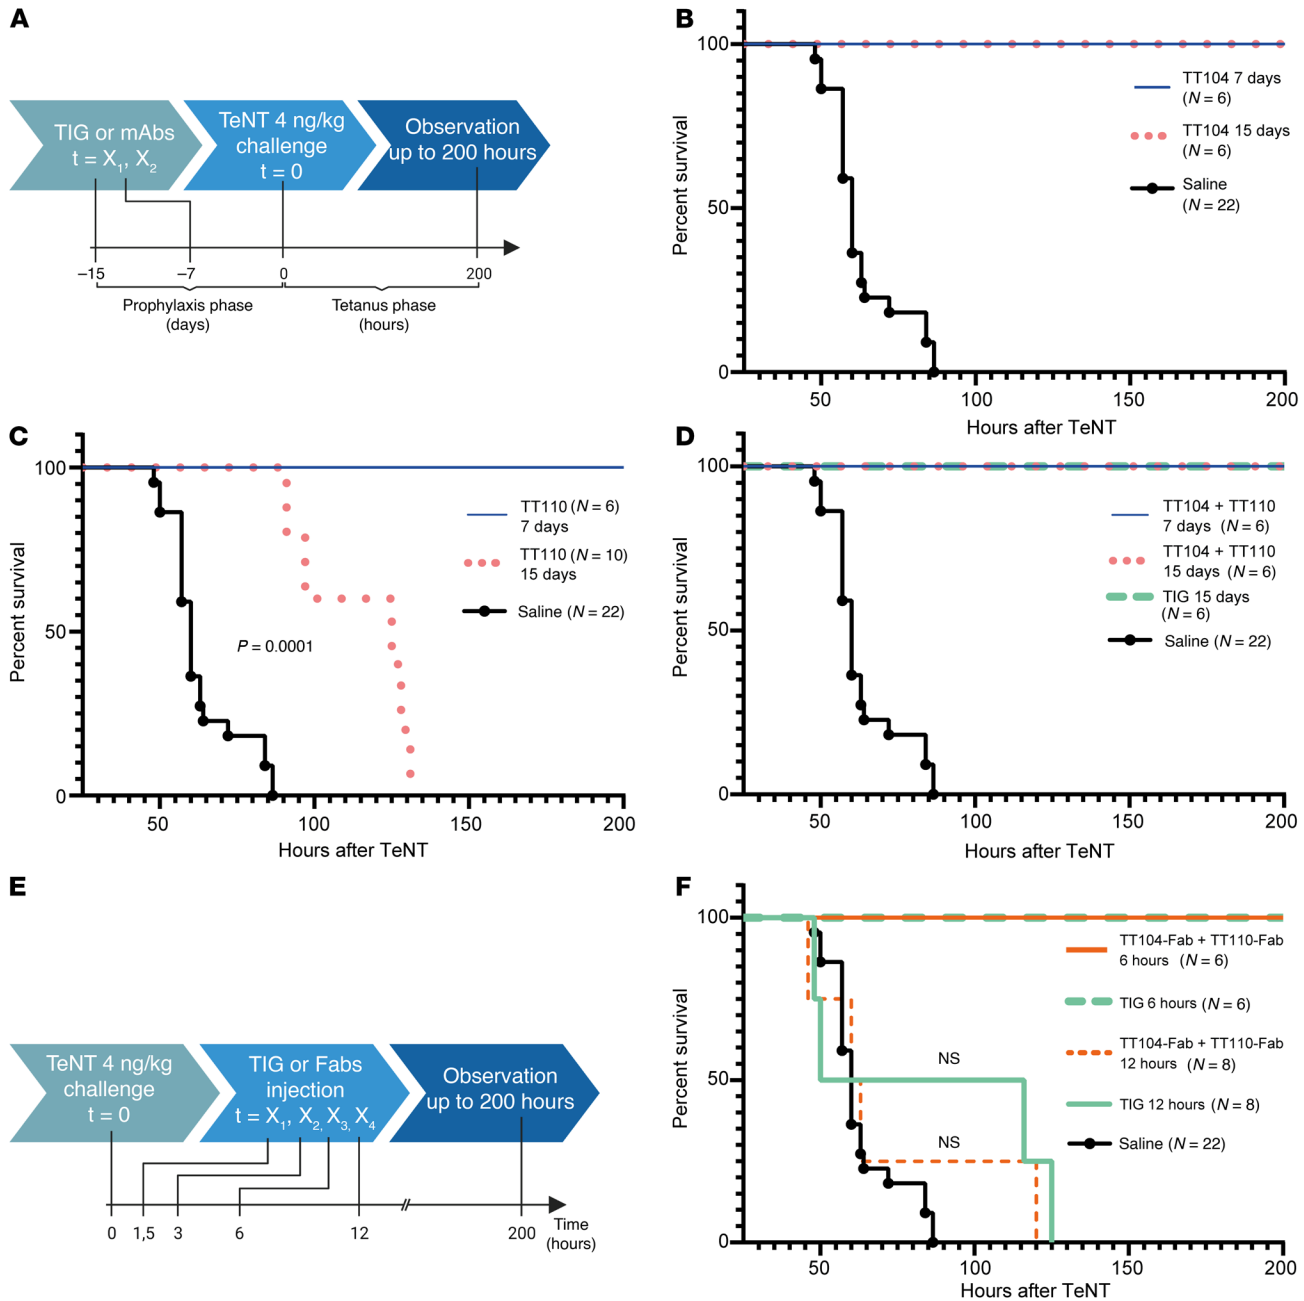 A
TIG or mAbs
t = X1, X2
TeNT 4 ng/kg
challenge
t = 0
Observation
up to 200 hours
–15
–7
0
200
Prophylaxis phase
(days)
Tetanus phase
(hours)
B
Percent survival
100
50
0
50
100
150
200
Hours after TeNT
TT104 7 days
(N = 6)
TT104 15 days
(N = 6)
Saline
(N = 22)
C
Percent survival
100
50
0
50
100
150
200
Hours after TeNT
TT110 (N = 6)
7 days
TT110 (N = 10)
15 days
Saline (N = 22)
P = 0.0001
D
Percent survival
100
50
0
50
100
150
200
Hours after TeNT
TT104 + TT110
7 days (N = 6)
TT104 + TT110
15 days (N = 6)
TIG 15 days
(N = 6)
Saline (N = 22)
E
TeNT 4 ng/kg
challenge
t = 0
TIG or Fabs
injection
t = X1, X2, X3, X4
Observation
up to 200 hours
0
1,5
3
6
12
200
Time
(hours)
F
Percent survival
100
50
0
50
100
150
200
Hours after TeNT
NS
NS
TT104-Fab + TT110-Fab
6 hours (N = 6)
TIG 6 hours (N = 6)
TT104-Fab + TT110-Fab
12 hours (N = 8)
TIG 12 hours (N = 8)
Saline (N = 22)